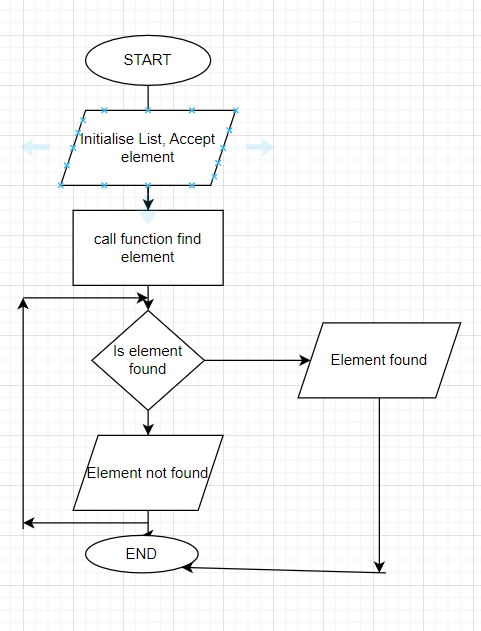 START
Initialise List, Accept
element
call function find
element
Is element
found
Element found
Element not found
END